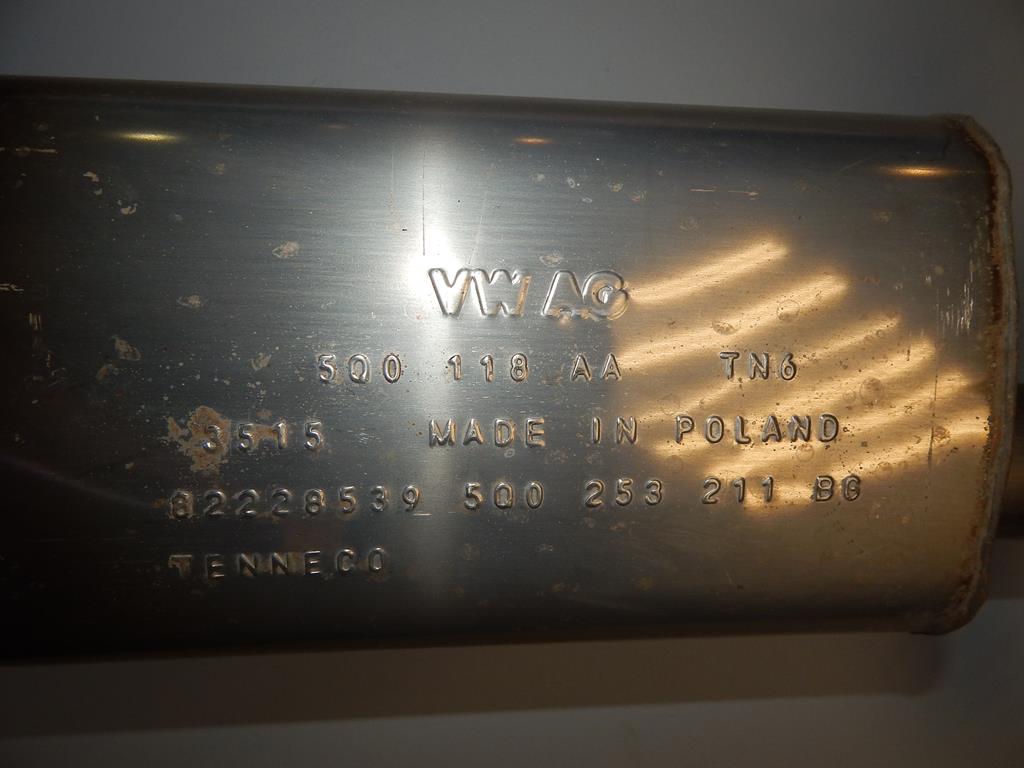 VW AG
5Q0 118 AA TN6
3515 MADE IN POLAND
82228539 5Q0 253 211 BG
TENNECO